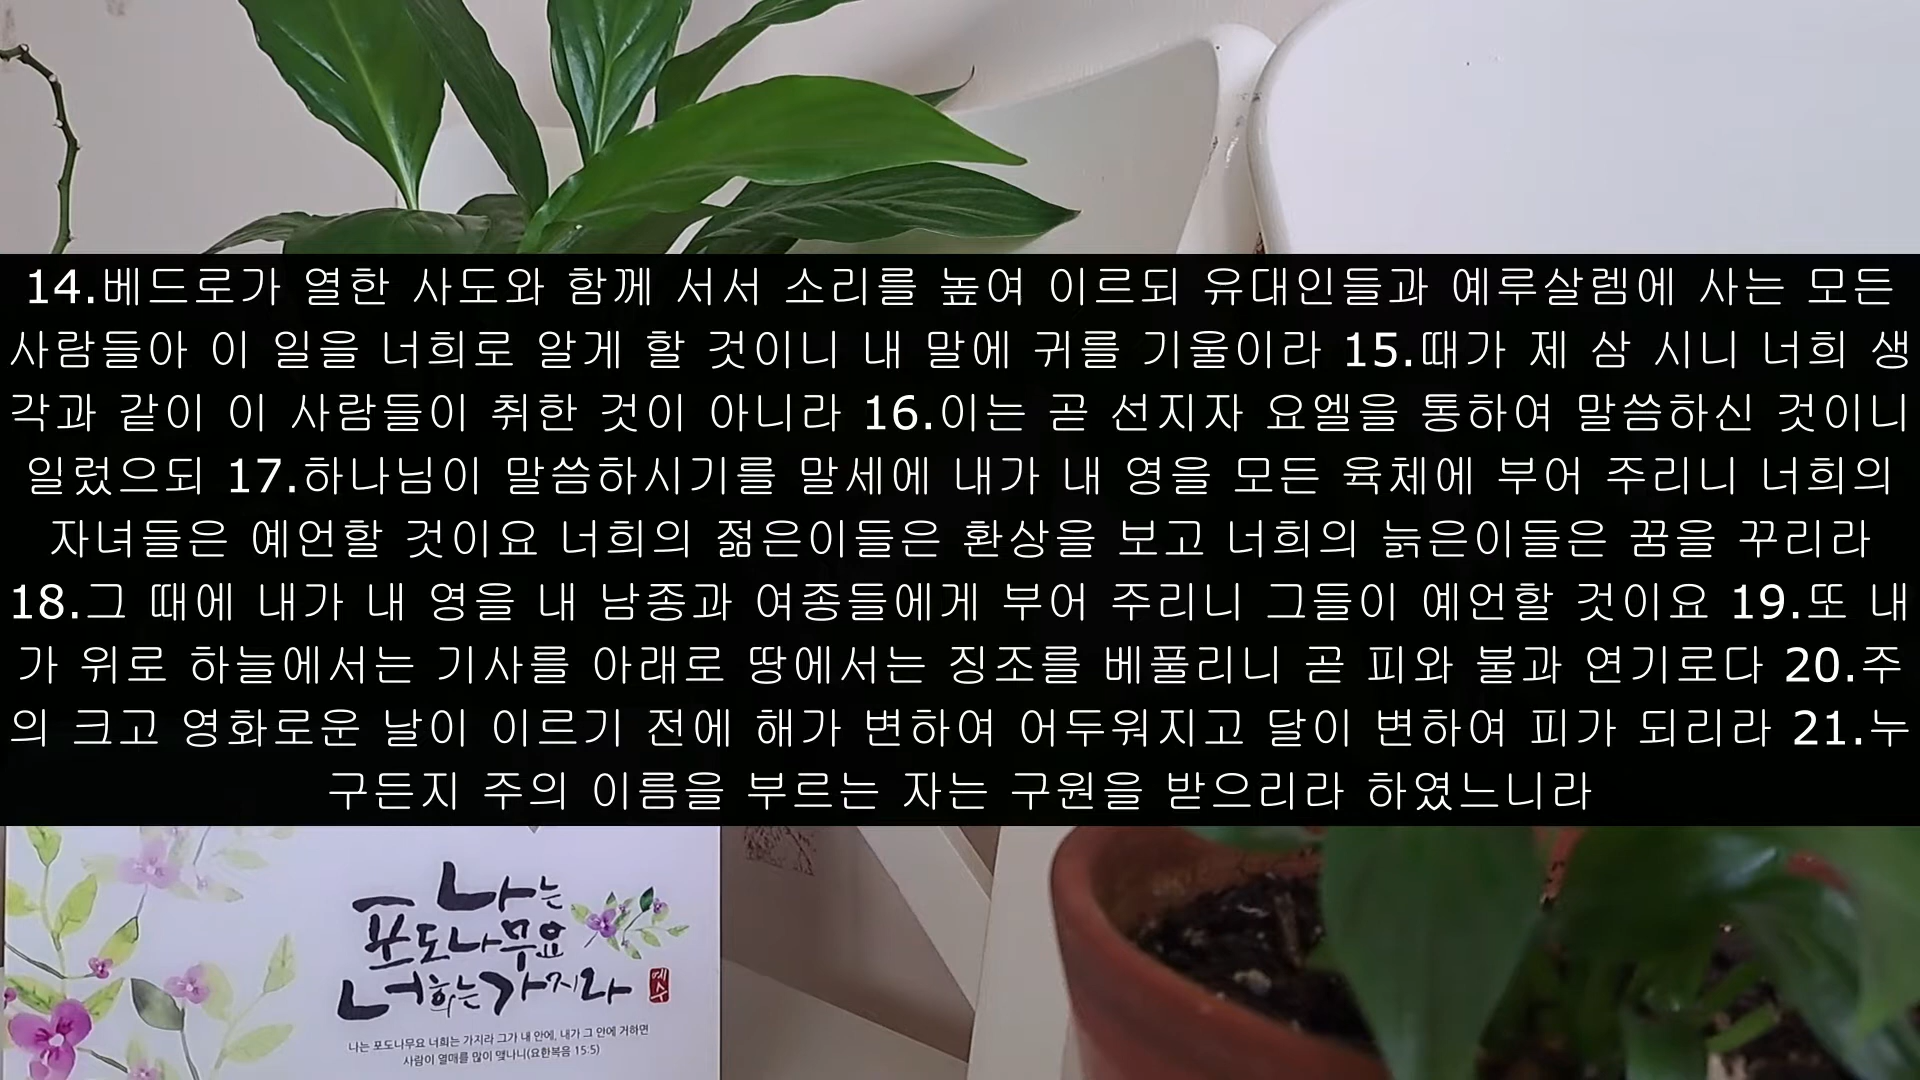 14.베드로가 열한 사도와 함께 서서 소리를 높여 이르되 유대인들과 예루살렘에 사는 모든
사람들아 이 일을 너희로 알게 할 것이니 내 말에 귀를 기울이라 15.때가 제 삼 시니 너희 생
각과 같이 이 사람들이 취한 것이 아니라 16.이는 곧 선지자 요엘을 통하여 말씀하신 것이니
일렀으되 17.하나님이 말씀하시기를 말세에 내가 내 영을 모든 육체에 부어 주리니 너희의
자녀들은 예언할 것이요 너희의 젊은이들은 환상을 보고 너희의 늙은이들은 꿈을 꾸리라
18.그 때에 내가 내 영을 내 남종과 여종들에게 부어 주리니 그들이 예언할 것이요 19.또 내
가 위로 하늘에서는 기사를 아래로 땅에서는 징조를 베풀리니 곧 피와 불과 연기로다 20.주
의 크고 영화로운 날이 이르기 전에 해가 변하여 어두워지고 달이 변하여 피가 되리라 21.누
구든지 주의 이름을 부르는 자는 구원을 받으리라 하였느니라
나는
포도나무요
너희는 가지라
예수
나는 포도나무요 너희는 가지라 그가 내 안에, 내가 그 안에 거하면
사람이 열매를 많이 맺나니(요한복음 15:5)